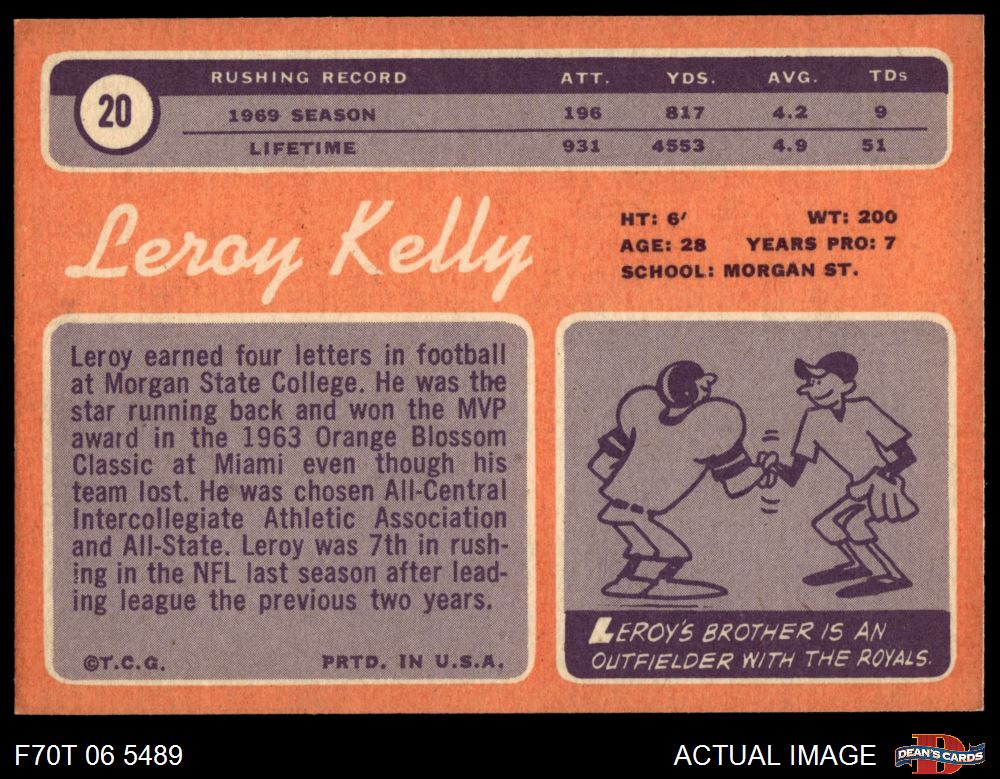 20
RUSHING RECORD ATT. YDS. AVG. TDs
1969 SEASON 196 817 4.2 9
LIFETIME 931 4553 4.9 51
Leroy Kelly
HT: 6' WT: 200
AGE: 28 YEARS PRO: 7
SCHOOL: MORGAN ST.
Leroy earned four letters in football
at Morgan State College. He was the
star running back and won the MVP
award in the 1963 Orange Blossom
Classic at Miami even though his
team lost. He was chosen All-Central
Intercollegiate Athletic Association
and All-State. Leroy was 7th in rush-
ing in the NFL last season after lead-
ing league the previous two years.
©T.C.G. PRTD. IN U.S.A.
LEROY'S BROTHER IS AN
OUTFIELDER WITH THE ROYALS.
F70T 06 5489 ACTUAL IMAGE
D
DEAN'S CARDS